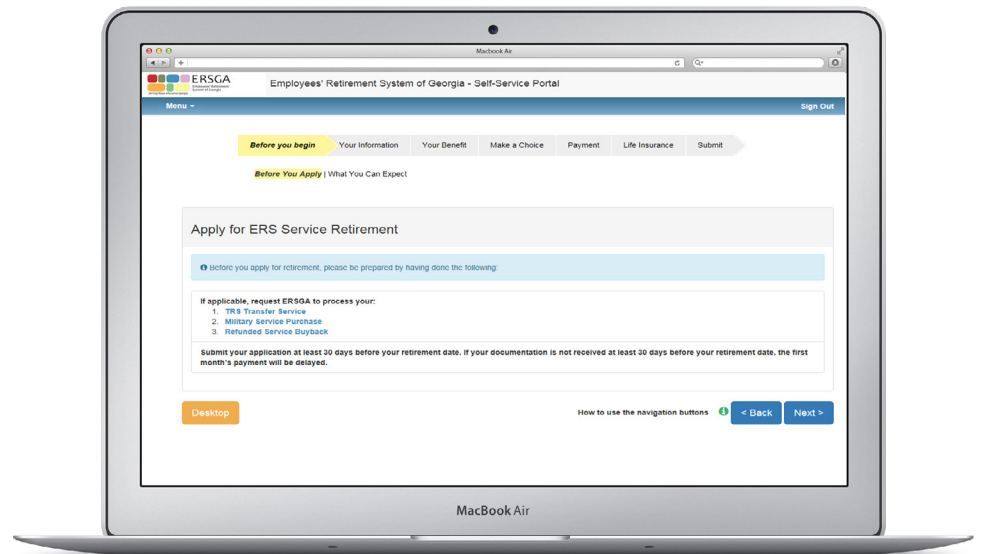 Macbook Air
ERSGA
Employees' Retirement
System of Georgia
Employees' Retirement System of Georgia - Self-Service Portal
Menu
Sign Out
Before you begin
Your Information
Your Benefit
Make a Choice
Payment
Life Insurance
Submit
Before You Apply | What You Can Expect
Apply for ERS Service Retirement
Before you apply for retirement, please be prepared by having done the following:
If applicable, request ERSGA to process your:
1. TRS Transfer Service
2. Military Service Purchase
3. Refunded Service Buyback
Submit your application at least 30 days before your retirement date. If your documentation is not received at least 30 days before your retirement date, the first
month's payment will be delayed.
Desktop
How to use the navigation buttons
< Back
Next >
MacBook Air